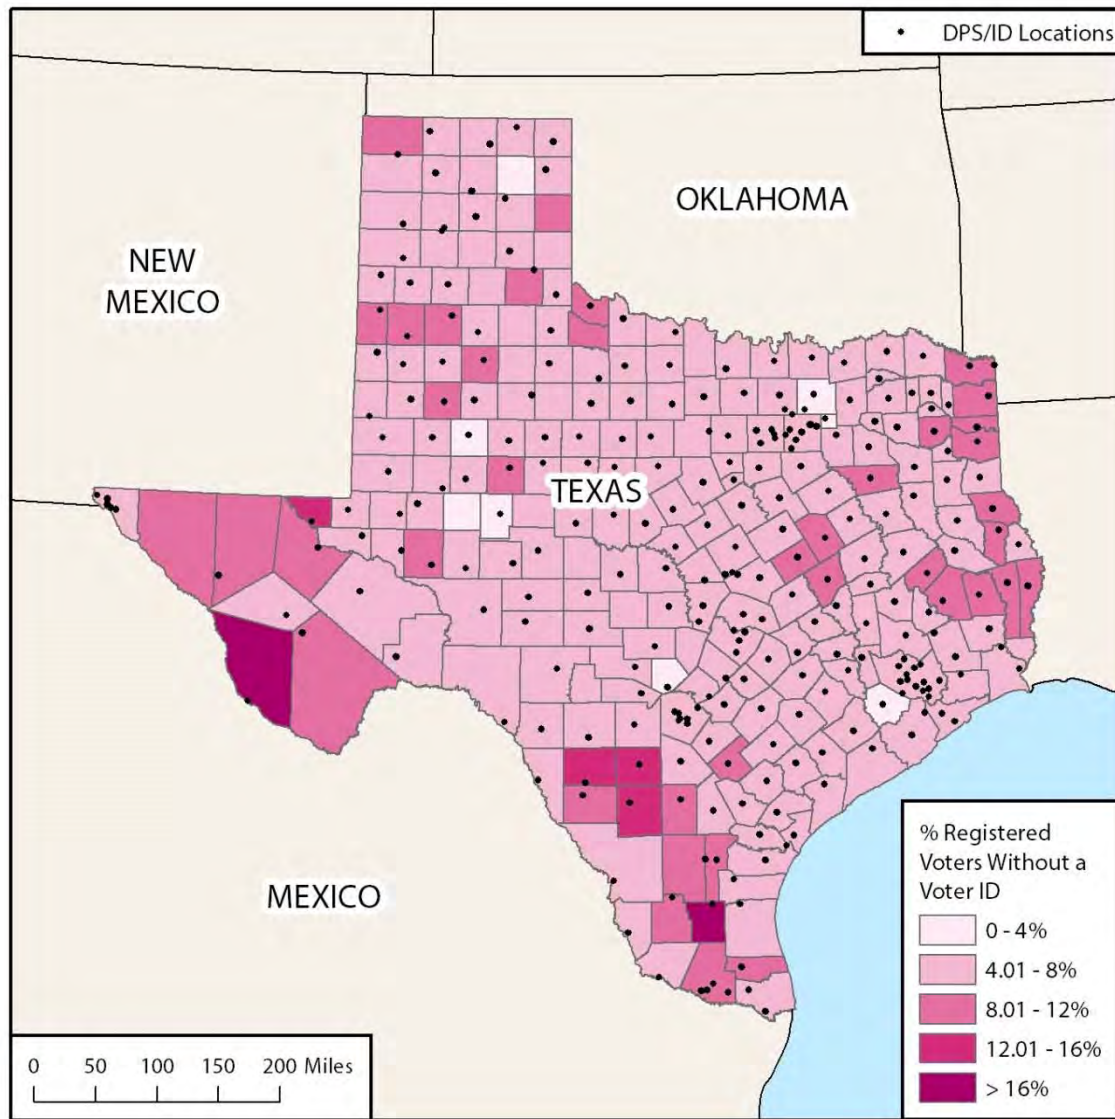 DPS/ID Locations
OKLAHOMA
NEW
MEXICO
TEXAS
MEXICO
% Registered
Voters Without a
Voter ID
0 - 4%
4.01 - 8%
8.01 - 12%
12.01 - 16%
> 16%
0 50 100 150 200 Miles